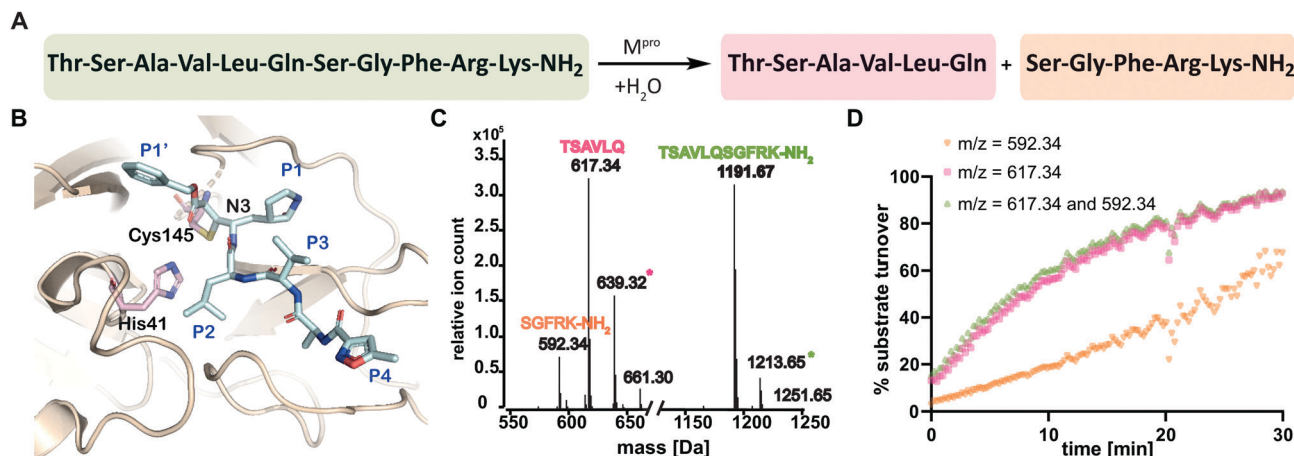 A
Thr-Ser-Ala-Val-Leu-Gln-Ser-Gly-Phe-Arg-Lys-NH₂
Mᵖʳᵒ
+H₂O
Thr-Ser-Ala-Val-Leu-Gln + Ser-Gly-Phe-Arg-Lys-NH₂
B
P1'
P1
N3
Cys145
P3
His41
P2
P4
C
x10⁵
3.5
3.0
2.5
2.0
1.5
1.0
0.5
0
relative ion count
TSAVLQ
617.34
639.32*
SGFRK-NH₂
592.34
661.30
TSAVLQSGFRK-NH₂
1191.67
1213.65*
1251.65
550 600 650 1150 1200 1250
mass [Da]
D
m/z = 592.34
m/z = 617.34
m/z = 617.34 and 592.34
100
80
60
40
20
0
% substrate turnover
0 10 20 30
time [min]